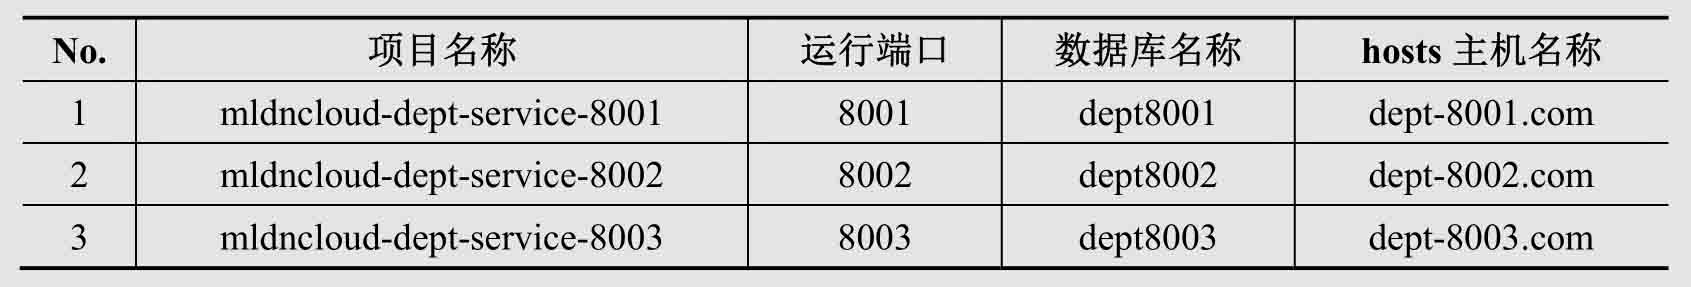 No. 项目名称 运行端口 数据库名称 hosts 主机名称
1 mldncloud-dept-service-8001 8001 dept8001 dept-8001.com
2 mldncloud-dept-service-8002 8002 dept8002 dept-8002.com
3 mldncloud-dept-service-8003 8003 dept8003 dept-8003.com